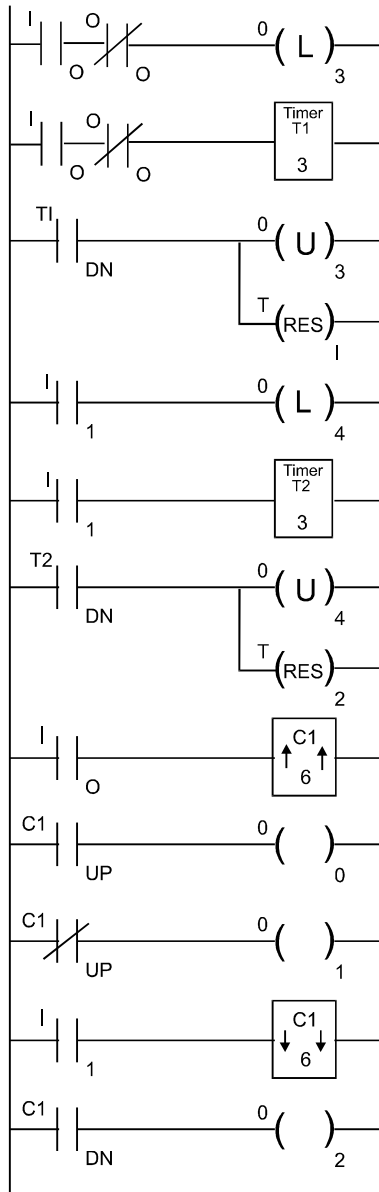 I O 0
( L )
O O 3
I O Timer
T1
3
O O
TI 0
( U )
DN 3
T
(RES)
I
I 0
( L )
1 4
I Timer
T2
3
1
T2 0
( U )
DN 4
T
(RES)
2
I C1
6
O
C1 0
( )
UP 0
C1 0
( )
UP 1
I C1
6
1
C1 0
( )
DN 2